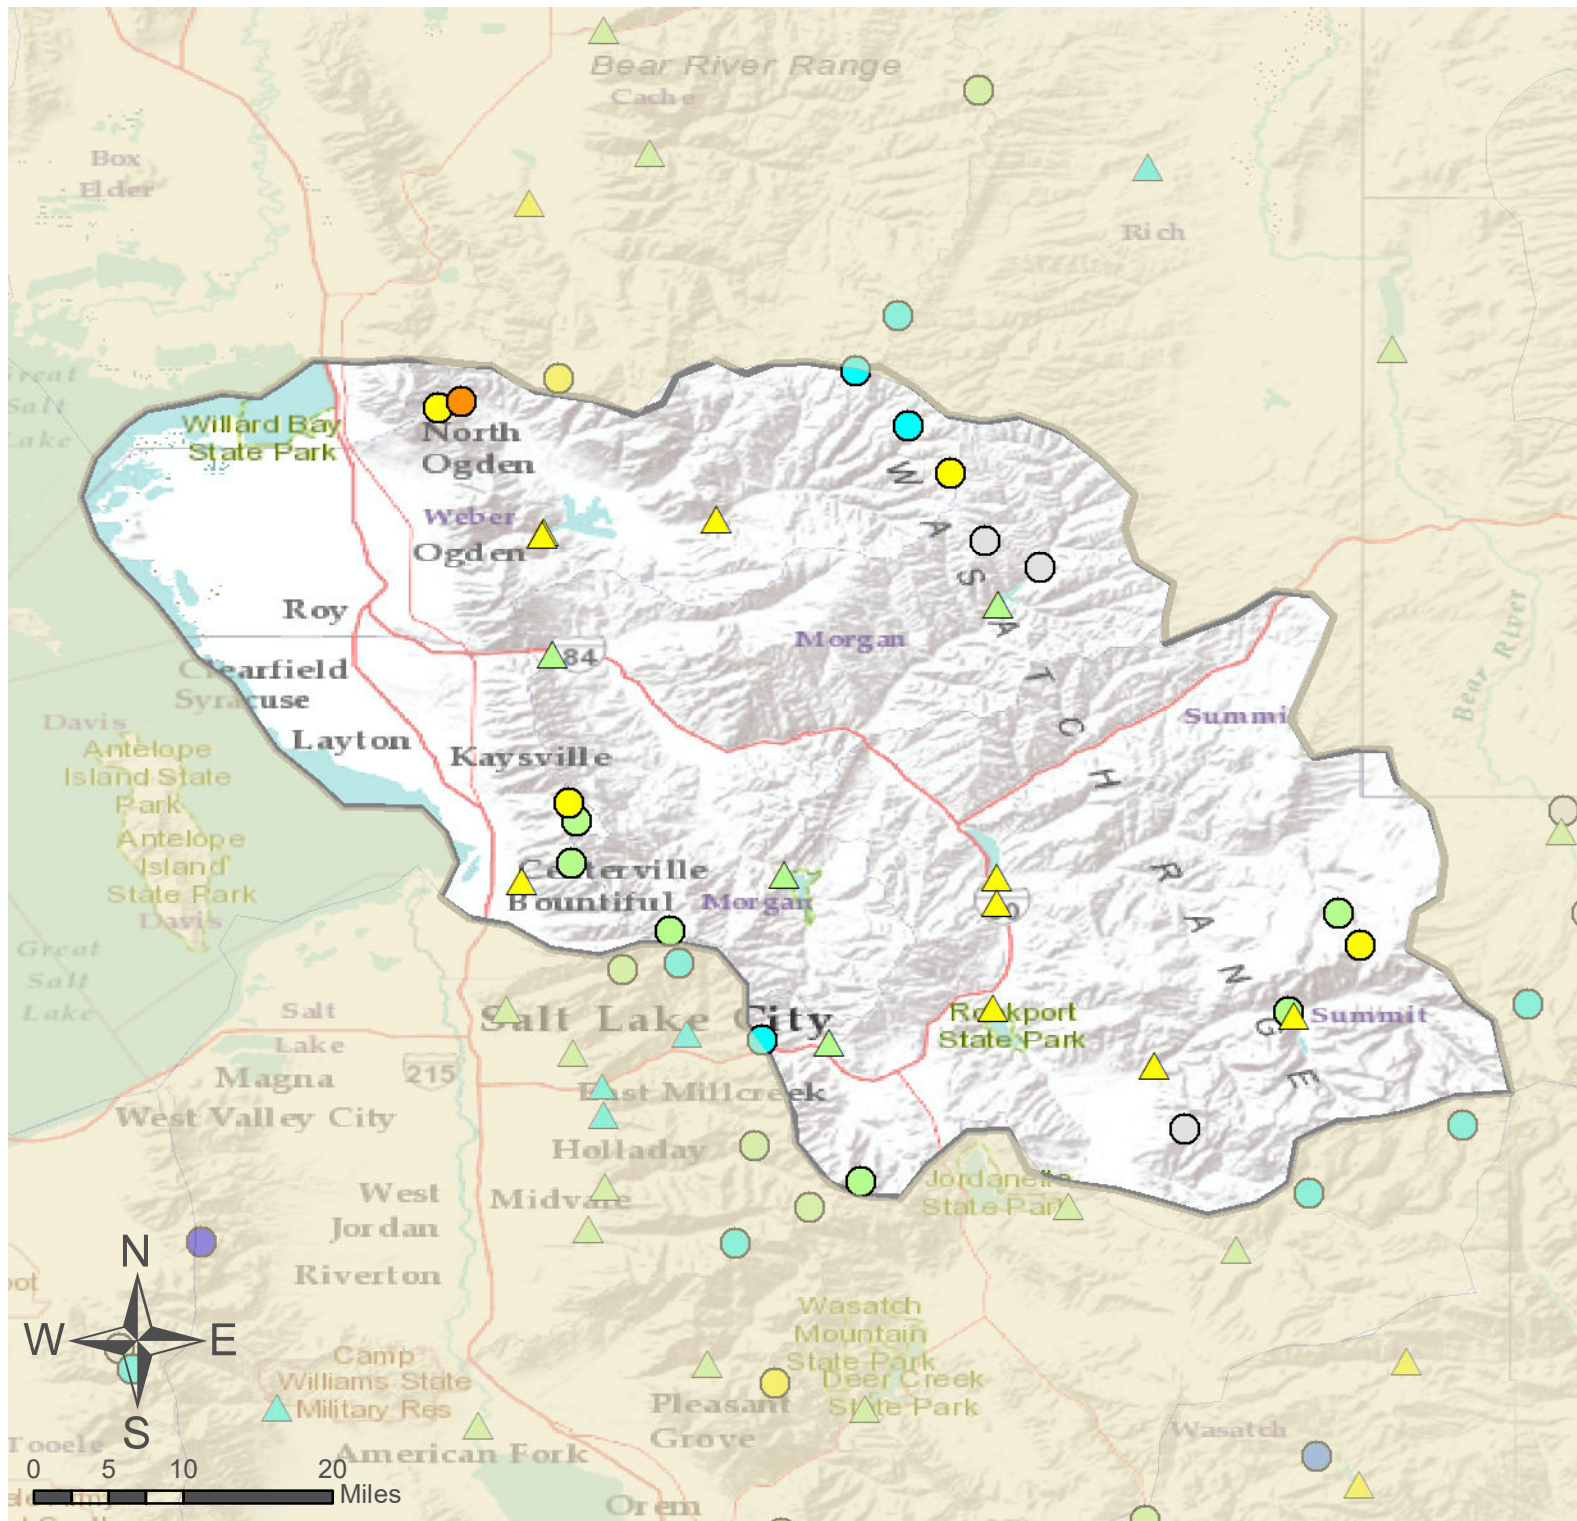 Bear River Range
Cache
Box
Elder
Rich
Great
Salt
Lake
Willard Bay
State Park
North
Ogden
Weber
Ogden
W
A
S
A
T
C
H
R
A
N
G
E
Roy
Morgan
84
Clearfield
Syracuse
Davis
Layton
Kaysville
Summi
Bear River
Antelope
Island State
Park
Antelope
Island
State Park
Davis
Centerville
Bountiful
Morgan
Great
Salt
Lake
Salt
Lake
Salt Lake City
Rockport
State Park
Summit
215
Magna
West Valley City
East Millcreek
Holladay
Midvale
Jordanelle
State Park
West
Jordan
Riverton
N
W
E
S
Wasatch
Mountain
State Park
Deer Creek
State Park
Camp
Williams State
Military Res
Pleasant
Grove
Wasatch
Tooele
American Fork
Orem
0 5 10 20
Miles